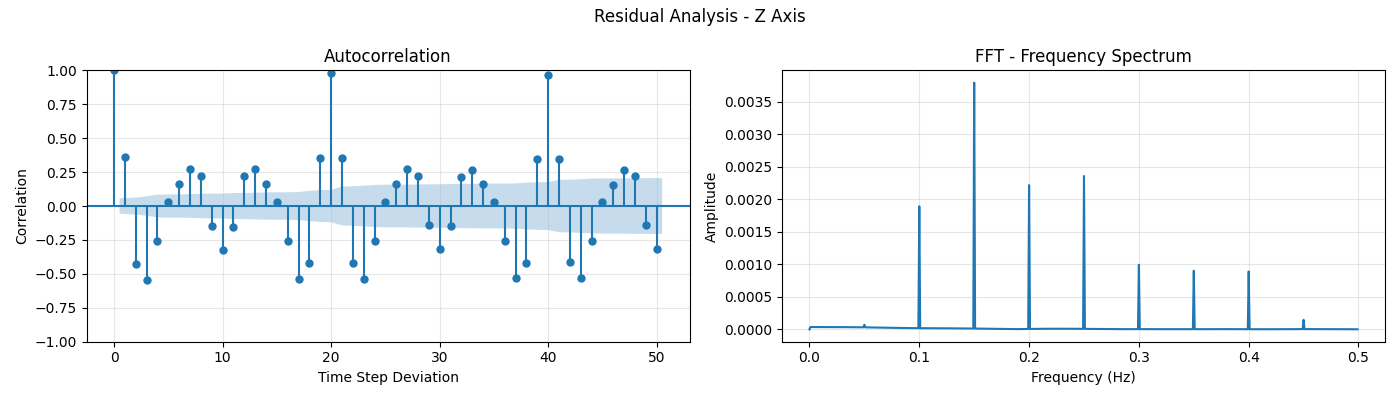 Residual Analysis - Z Axis
Autocorrelation
1.00
0.75
0.50
0.25
0.00
−0.25
−0.50
−0.75
−1.00
Correlation
0 10 20 30 40 50
Time Step Deviation
FFT - Frequency Spectrum
0.0035
0.0030
0.0025
0.0020
0.0015
0.0010
0.0005
0.0000
Amplitude
0.0 0.1 0.2 0.3 0.4 0.5
Frequency (Hz)